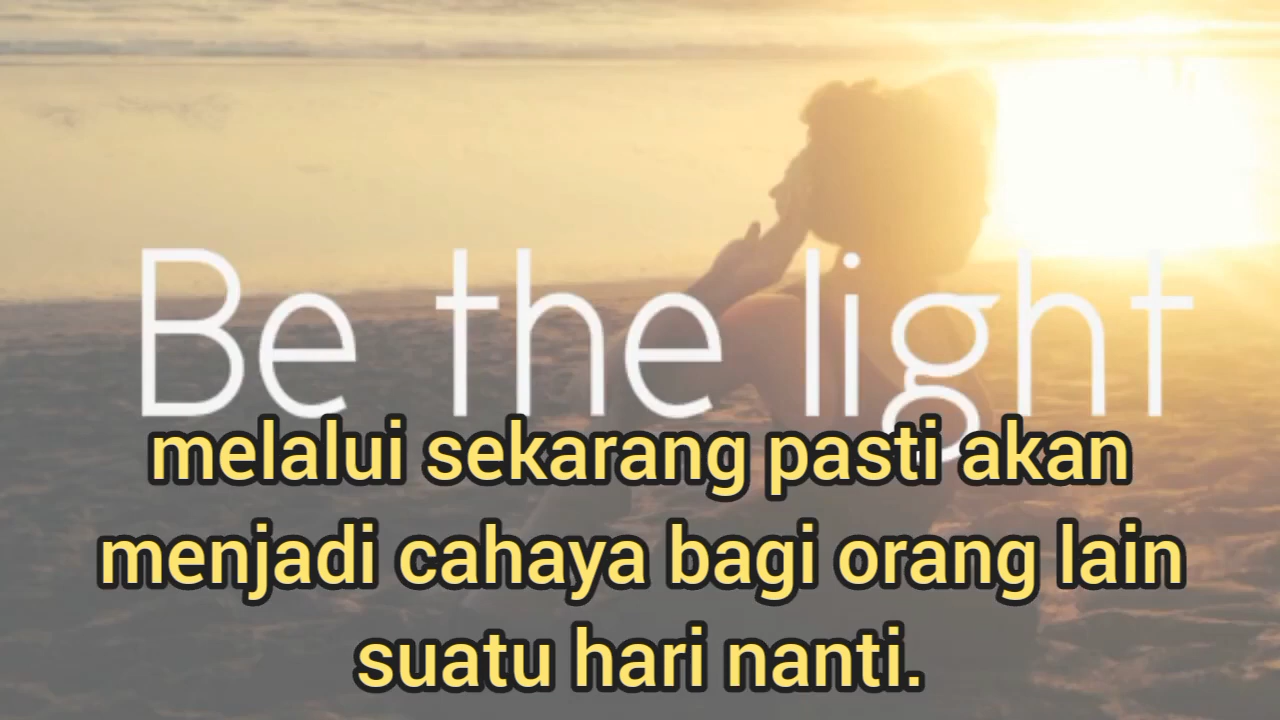 Be the light
melalui sekarang pasti akan
menjadi cahaya bagi orang lain
suatu hari nanti.